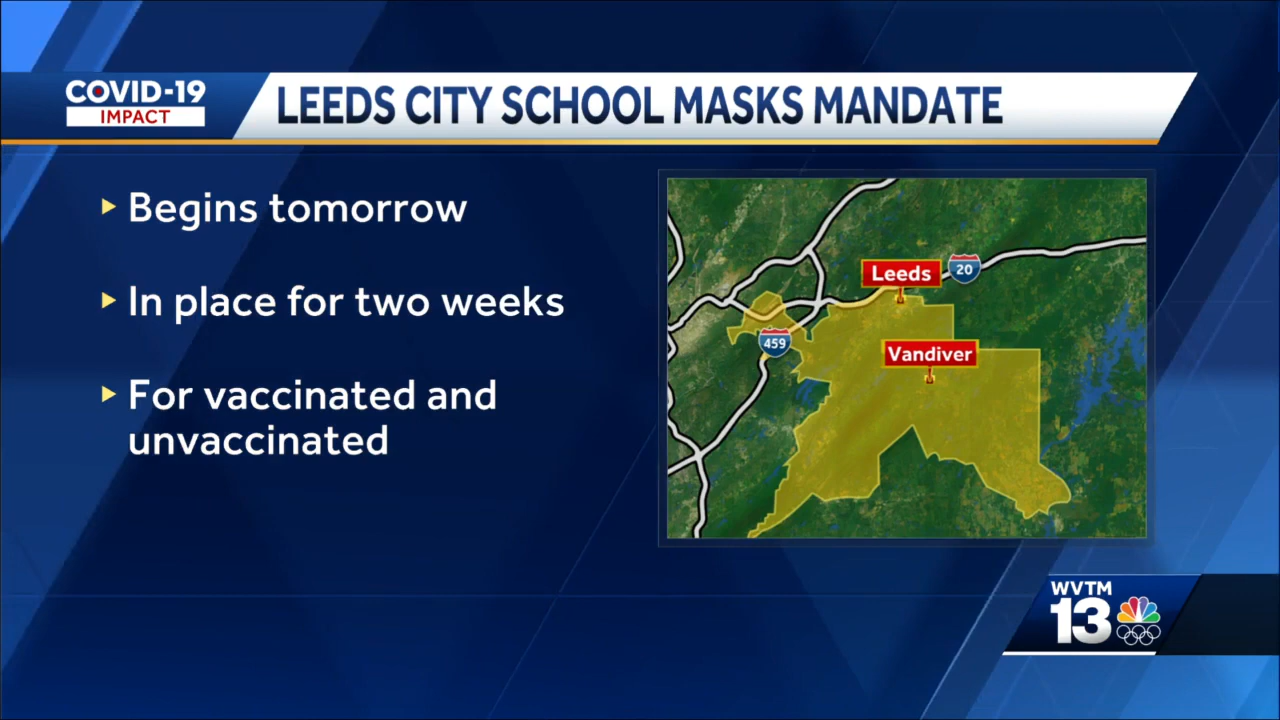 COVID-19
IMPACT
LEEDS CITY SCHOOL MASKS MANDATE
Begins tomorrow
In place for two weeks
For vaccinated and
unvaccinated
Leeds
20
459
Vandiver
WVTM
13